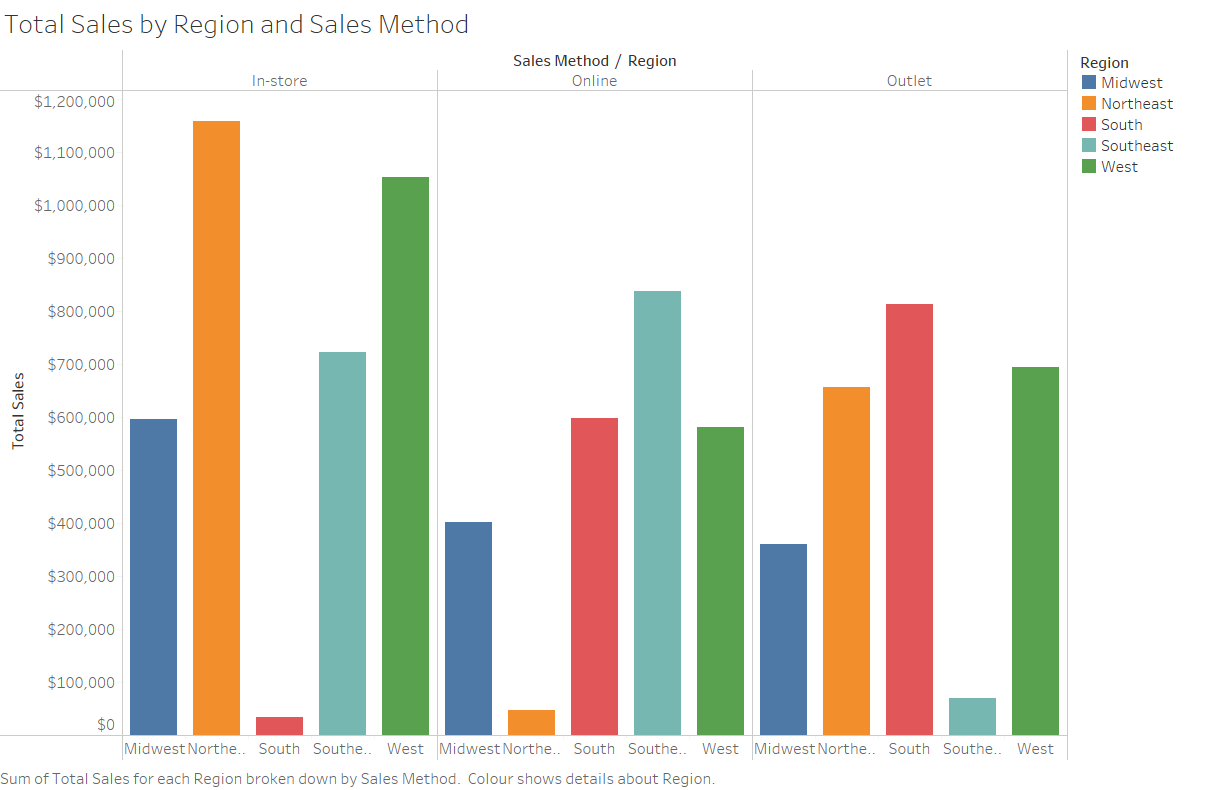 Total Sales by Region and Sales Method
Sales Method / Region
In-store Online Outlet
Total Sales
$1,200,000
$1,100,000
$1,000,000
$900,000
$800,000
$700,000
$600,000
$500,000
$400,000
$300,000
$200,000
$100,000
$0
Midwest Northe.. South Southe.. West Midwest Northe.. South Southe.. West Midwest Northe.. South Southe.. West
Region
Midwest
Northeast
South
Southeast
West
Sum of Total Sales for each Region broken down by Sales Method. Colour shows details about Region.